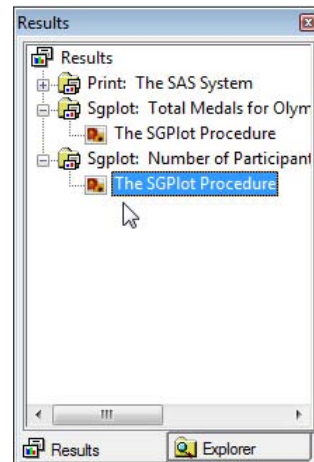 Results
Results
Print: The SAS System
Sgplot: Total Medals for Olym
The SGPlot Procedure
Sgplot: Number of Participant
The SGPlot Procedure
Results Explorer